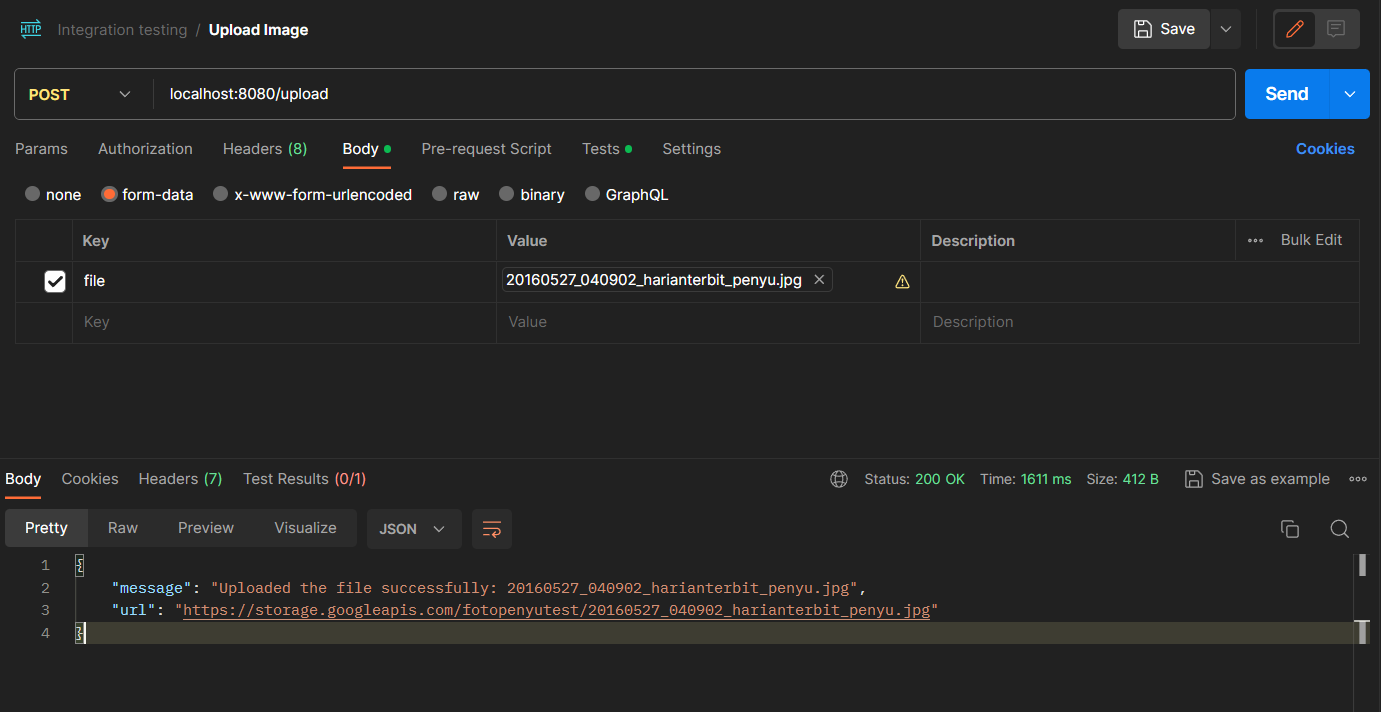 HTTP Integration testing / Upload Image Save
POST localhost:8080/upload Send
Params Authorization Headers (8) Body Pre-request Script Tests Settings Cookies
none form-data x-www-form-urlencoded raw binary GraphQL
Key Value Description ••• Bulk Edit
file 20160527_040902_harianterbit_penyu.jpg
Key Value Description
Body Cookies Headers (7) Test Results (0/1) Status: 200 OK Time: 1611 ms Size: 412 B Save as example •••
Pretty Raw Preview Visualize JSON
1 {
2 "message": "Uploaded the file successfully: 20160527_040902_harianterbit_penyu.jpg",
3 "url": "https://storage.googleapis.com/fotopenyutest/20160527_040902_harianterbit_penyu.jpg"
4 }